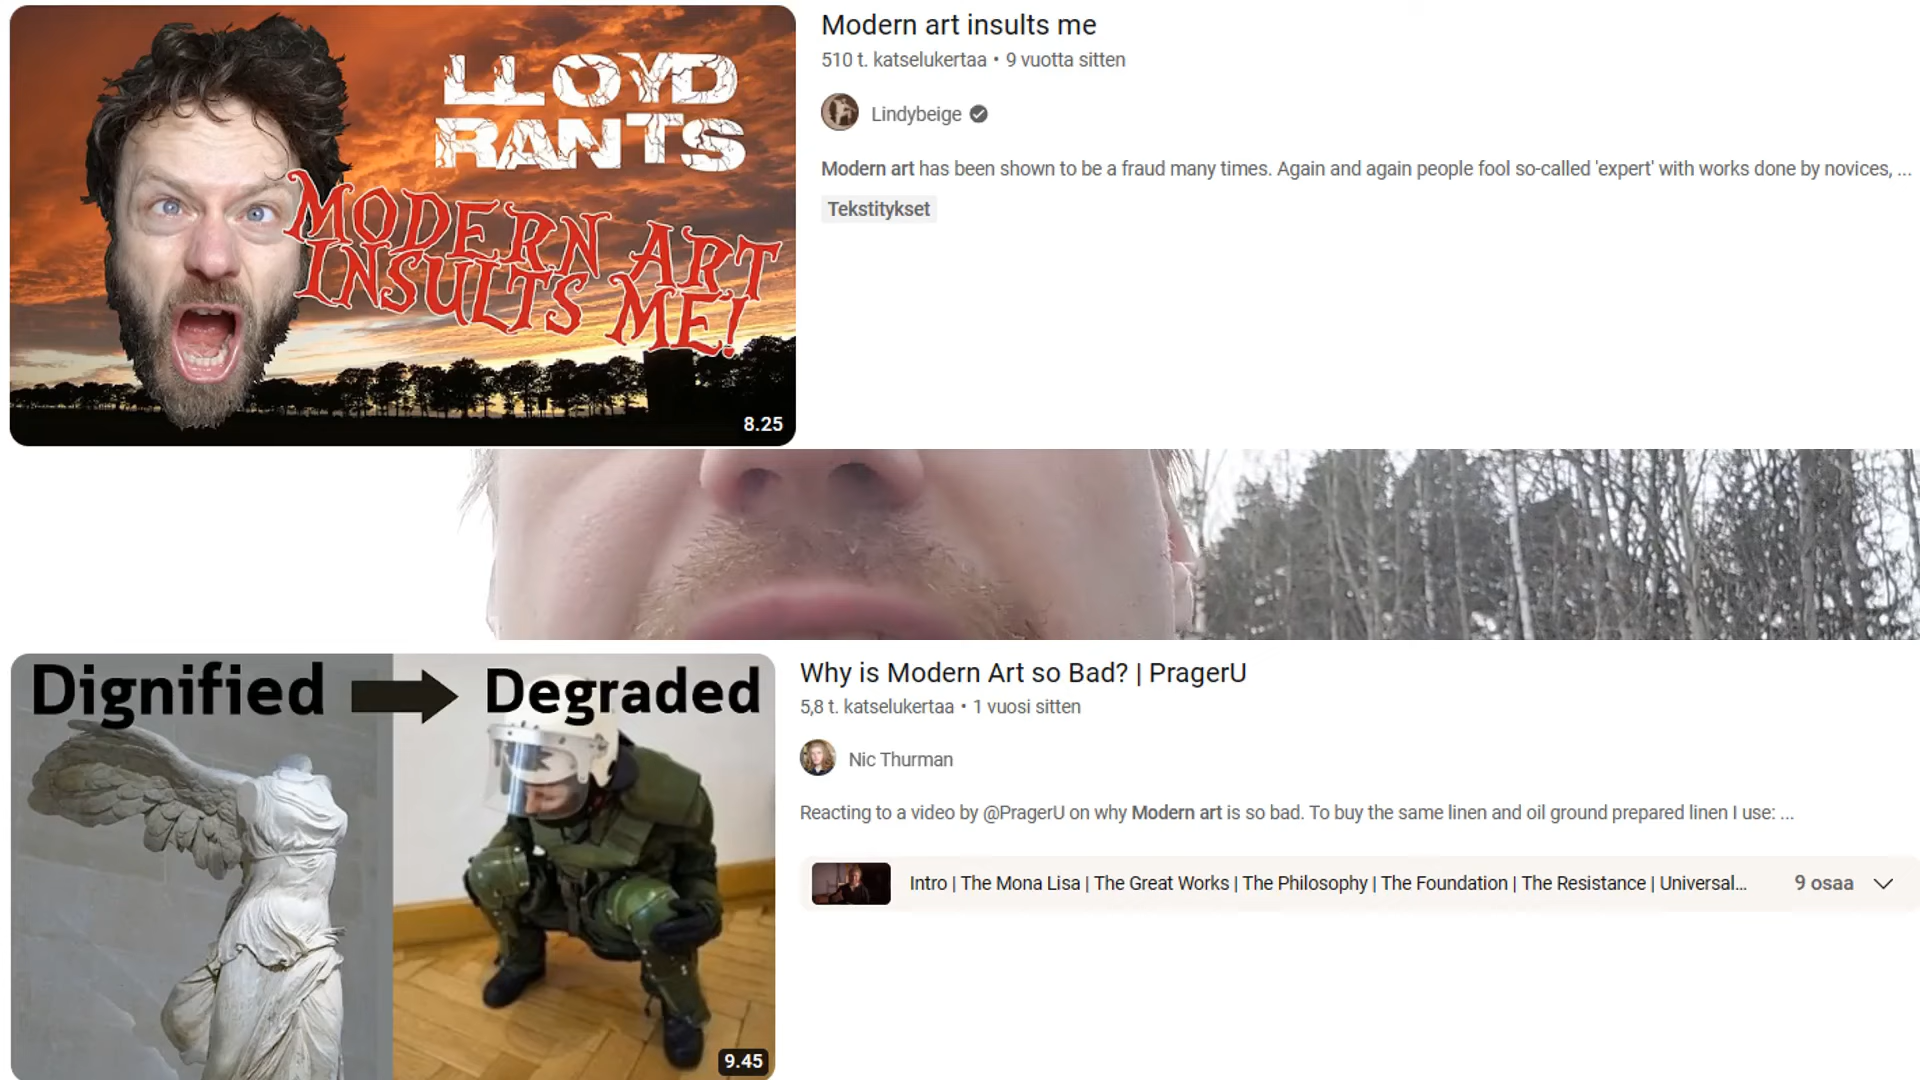 LLOYD
RANTS
MODERN ART
INSULTS ME!
8.25
Modern art insults me
510 t. katselukertaa • 9 vuotta sitten
Lindybeige
Modern art has been shown to be a fraud many times. Again and again people fool so-called 'expert' with works done by novices, ...
Tekstitykset
Dignified Degraded
9.45
Why is Modern Art so Bad? | PragerU
5,8 t. katselukertaa • 1 vuosi sitten
Nic Thurman
Reacting to a video by @PragerU on why Modern art is so bad. To buy the same linen and oil ground prepared linen I use: ...
Intro | The Mona Lisa | The Great Works | The Philosophy | The Foundation | The Resistance | Universal...
9 osaa